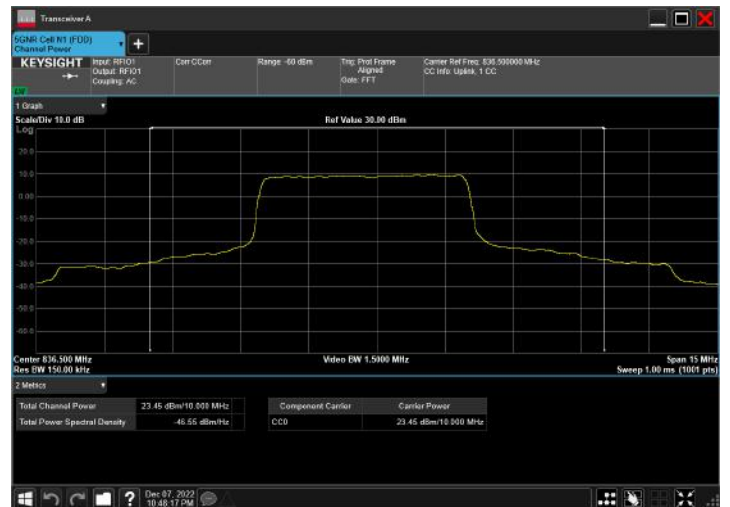 Transceiver A
5GNR Cell N1 (FDD)
Channel Power
KEYSIGHT
Input: RFIO1
Output: RFIO1
Coupling: AC
Corr CCorr
Range: -60 dBm
Trig: Prot Frame
Aligned
Gate: FFT
Carrier Ref Freq: 836.500000 MHz
CC Info: Uplink, 1 CC
1 Graph
Scale/Div 10.0 dB
Ref Value 30.00 dBm
Log
20.0
10.0
0.00
-10.0
-20.0
-30.0
-40.0
-50.0
-60.0
Center 836.500 MHz
Video BW 1.5000 MHz
Span 15 MHz
Res BW 150.00 kHz
Sweep 1.00 ms (1001 pts)
2 Metrics
Total Channel Power 23.45 dBm/10.000 MHz
Total Power Spectral Density -46.55 dBm/Hz
Component Carrier Carrier Power
CC0 23.45 dBm/10.000 MHz
Dec 07, 2022
10:48:17 PM